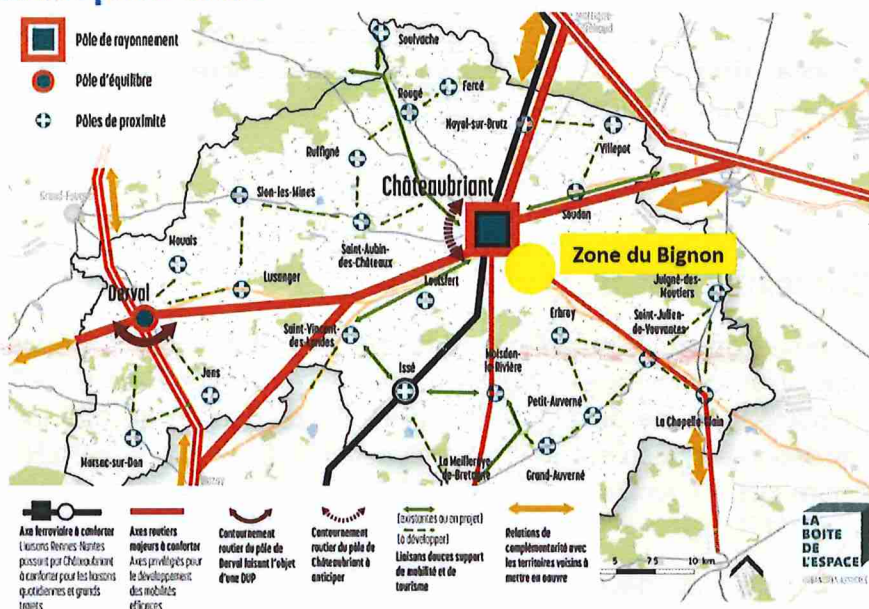 Pôle de rayonnement
Pôle d'équilibre
Pôles de proximité
Soulvache
Rougé
Fercé
Noyal-sur-Brutz
Villepot
Ruffigné
Châteaubriant
Sion-les-Mines
Soudan
Saint-Aubin-
des-Châteaux
Zone du Bignon
Mouais
Lusanger
Louisfert
Juigné-des-
Moutiers
Derval
Erbray
Saint-Julien-
de-Vouvantes
Saint-Vincent-
des-Landes
Issé
Moisdon-
la-Rivière
Jans
Petit-Auverné
La Chapelle-Glain
Marsac-sur-Don
La Meilleraye-
de-Bretagne
Grand-Auverné
5 7.5 10 km
Axe ferroviaire à conforter
Liaisons Rennes-Nantes
passant par Châteaubriant
à conforter pour les liaisons
quotidiennes et grands
trajets
Axes routiers
majeurs à conforter
Axes privilégiés pour
le développement
des mobilités
efficaces
Contournement
routier du pôle de
Derval faisant l'objet
d'une DUP
Contournement
routier du pôle de
Châteaubriant à
anticiper
(existantes ou en projet)
(à développer)
Liaisons douces support
de mobilité et de
tourisme
Relations de
complémentarité avec
les territoires voisins à
mettre en oeuvre
LA
BOITE
DE
L'ESPACE